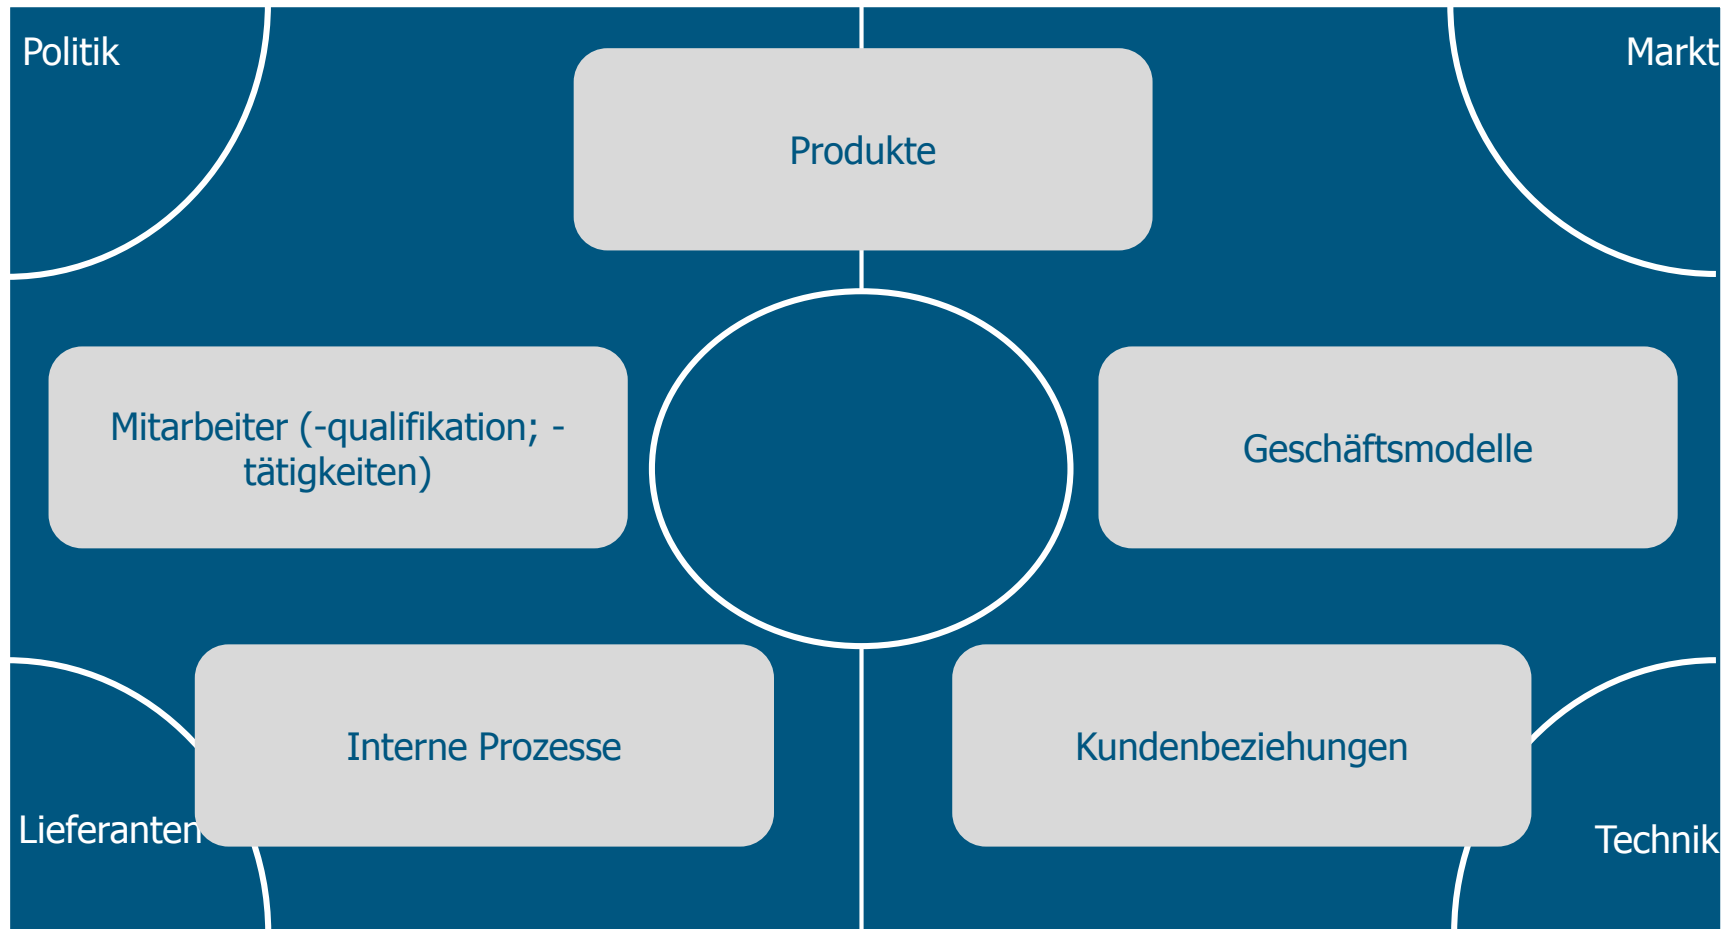 Politik
Markt
Produkte
Mitarbeiter (-qualifikation; -
tätigkeiten)
Geschäftsmodelle
Interne Prozesse
Kundenbeziehungen
Lieferanten
Technik